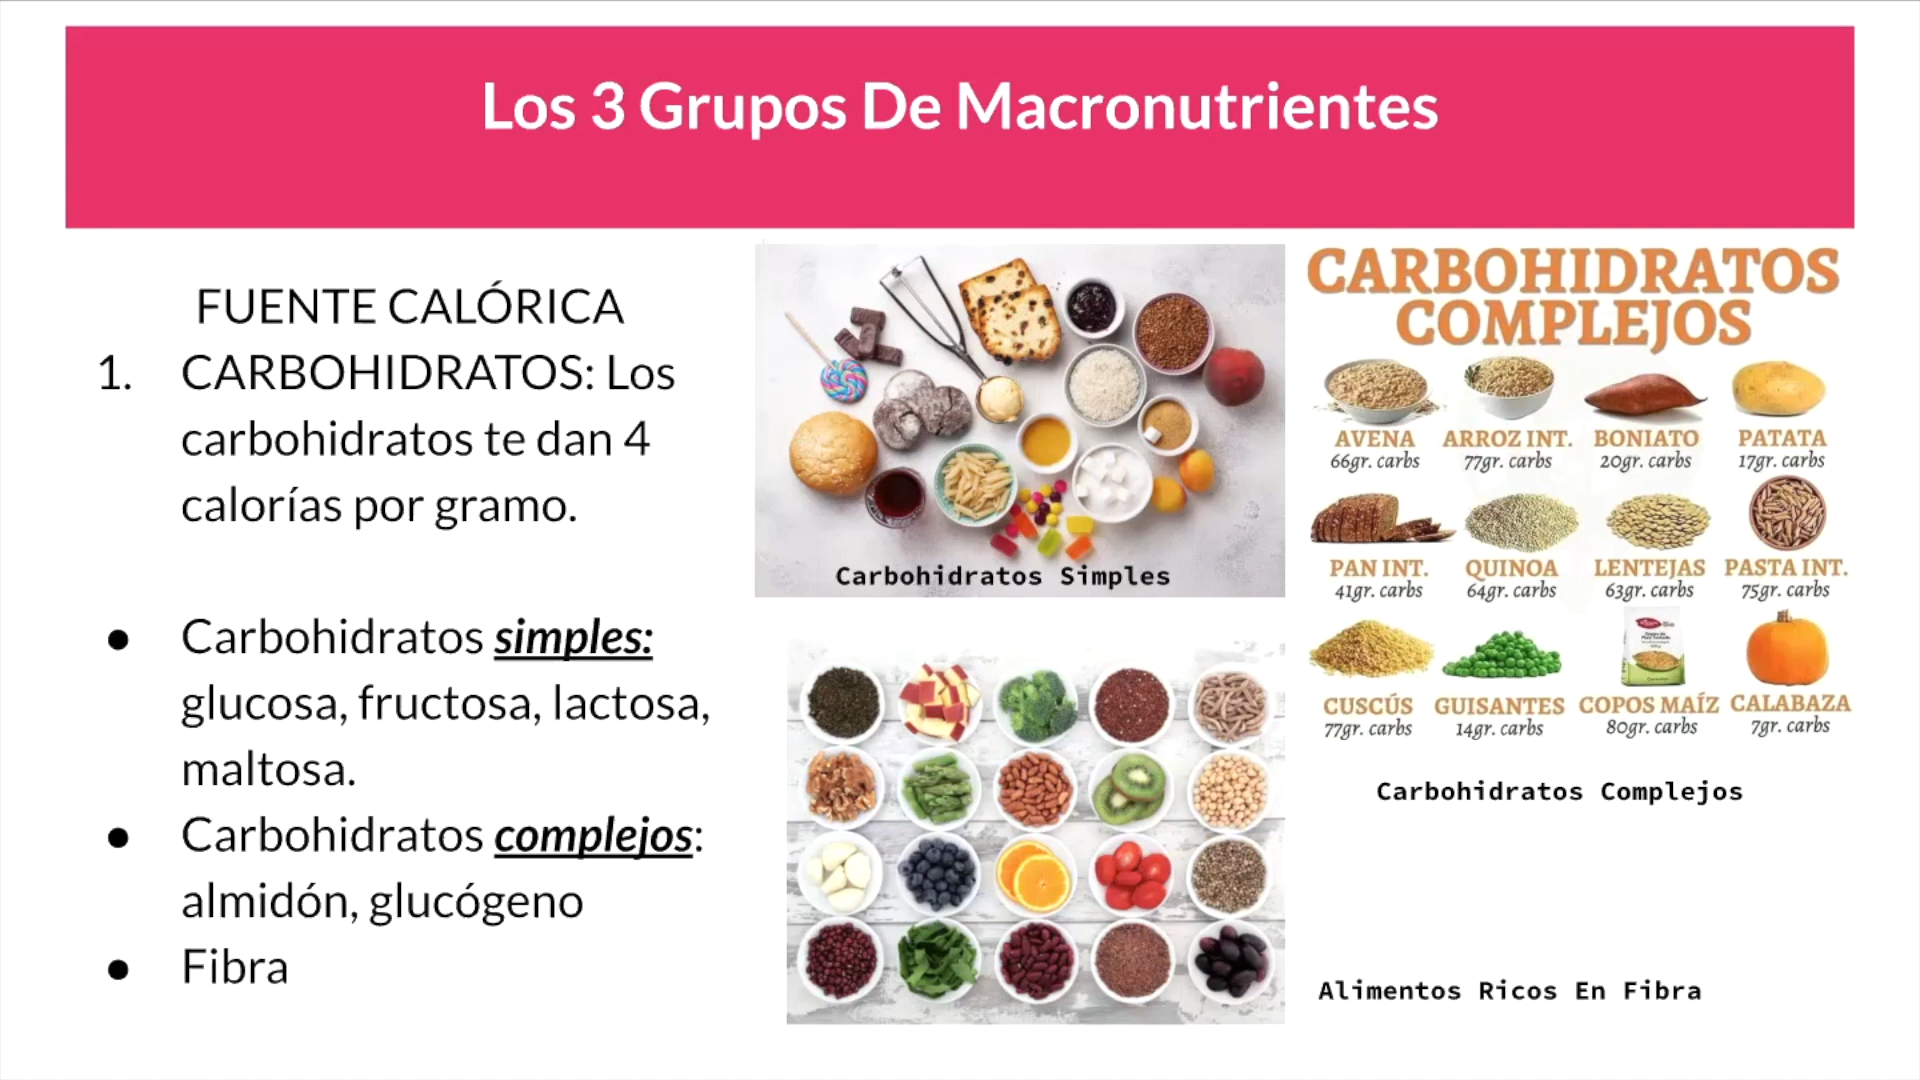 Los 3 Grupos De Macronutrientes
FUENTE CALÓRICA
1. CARBOHIDRATOS: Los
carbohidratos te dan 4
calorías por gramo.
● Carbohidratos simples:
glucosa, fructosa, lactosa,
maltosa.
● Carbohidratos complejos:
almidón, glucógeno
● Fibra
Carbohidratos Simples
CARBOHIDRATOS
COMPLEJOS
AVENA ARROZ INT. BONIATO PATATA
66gr. carbs 77gr. carbs 20gr. carbs 17gr. carbs
PAN INT. QUINOA LENTEJAS PASTA INT.
41gr. carbs 64gr. carbs 63gr. carbs 75gr. carbs
CUSCÚS GUISANTES COPOS MAÍZ CALABAZA
77gr. carbs 14gr. carbs 80gr. carbs 7gr. carbs
Carbohidratos Complejos
Alimentos Ricos En Fibra